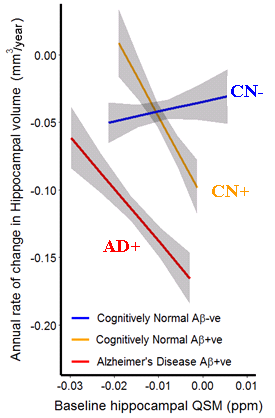 Annual rate of change in Hippocampal volume (mm³/year)
0.00
-0.05
-0.10
-0.15
-0.20
CN-
CN+
AD+
Cognitively Normal Aβ-ve
Cognitively Normal Aβ+ve
Alzheimer's Disease Aβ+ve
-0.03 -0.02 -0.01 0.00 0.01
Baseline hippocampal QSM (ppm)